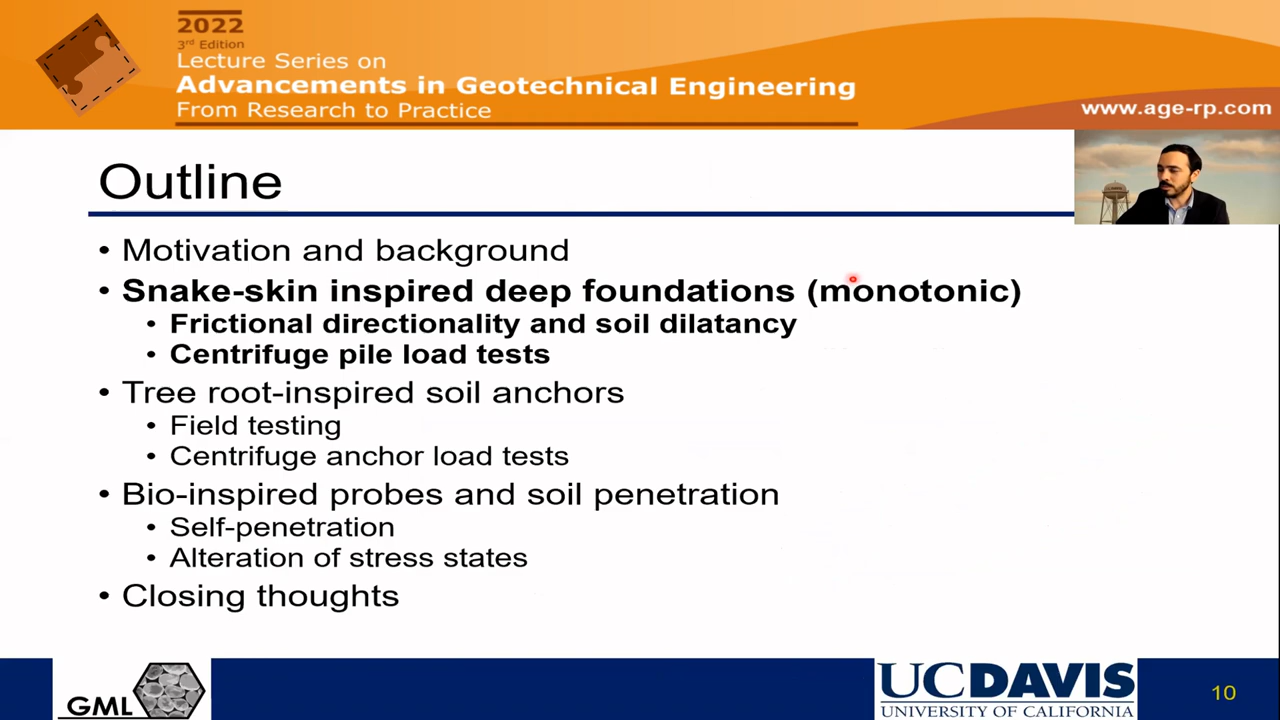 2022
3rd Edition
Lecture Series on
Advancements in Geotechnical Engineering
From Research to Practice
www.age-rp.com
Outline
• Motivation and background
• Snake-skin inspired deep foundations (monotonic)
• Frictional directionality and soil dilatancy
• Centrifuge pile load tests
• Tree root-inspired soil anchors
• Field testing
• Centrifuge anchor load tests
• Bio-inspired probes and soil penetration
• Self-penetration
• Alteration of stress states
• Closing thoughts
GML
UCDAVIS
UNIVERSITY OF CALIFORNIA
10